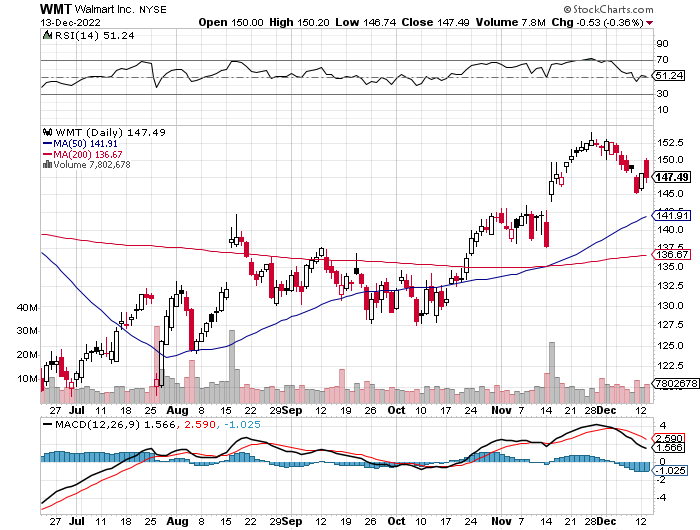 WMT Walmart Inc. NYSE © StockCharts.com
13-Dec-2022 Open 150.00 High 150.20 Low 146.74 Close 147.49 Volume 7.8M Chg -0.53 (-0.36%)
RSI(14) 51.24
90
70
51.24
30
10
WMT (Daily) 147.49
MA(50) 141.91
MA(200) 136.67
Volume 7,802,678
152.5
150.0
147.49
145.0
141.91
140.0
137.5
136.67
135.0
132.5
130.0
127.5
125.0
122.5
7802678
40M
30M
20M
10M
27 Jul 11 18 25 Aug 8 15 22 Sep 12 19 26 Oct 10 17 24 Nov 7 14 21 28 Dec 12
MACD(12,26,9) 1.566, 2.590, -1.025
4
2.590
1.566
0
-1.025
-2
-4
27 Jul 11 18 25 Aug 8 15 22 Sep 12 19 26 Oct 10 17 24 Nov 7 14 21 28 Dec 12